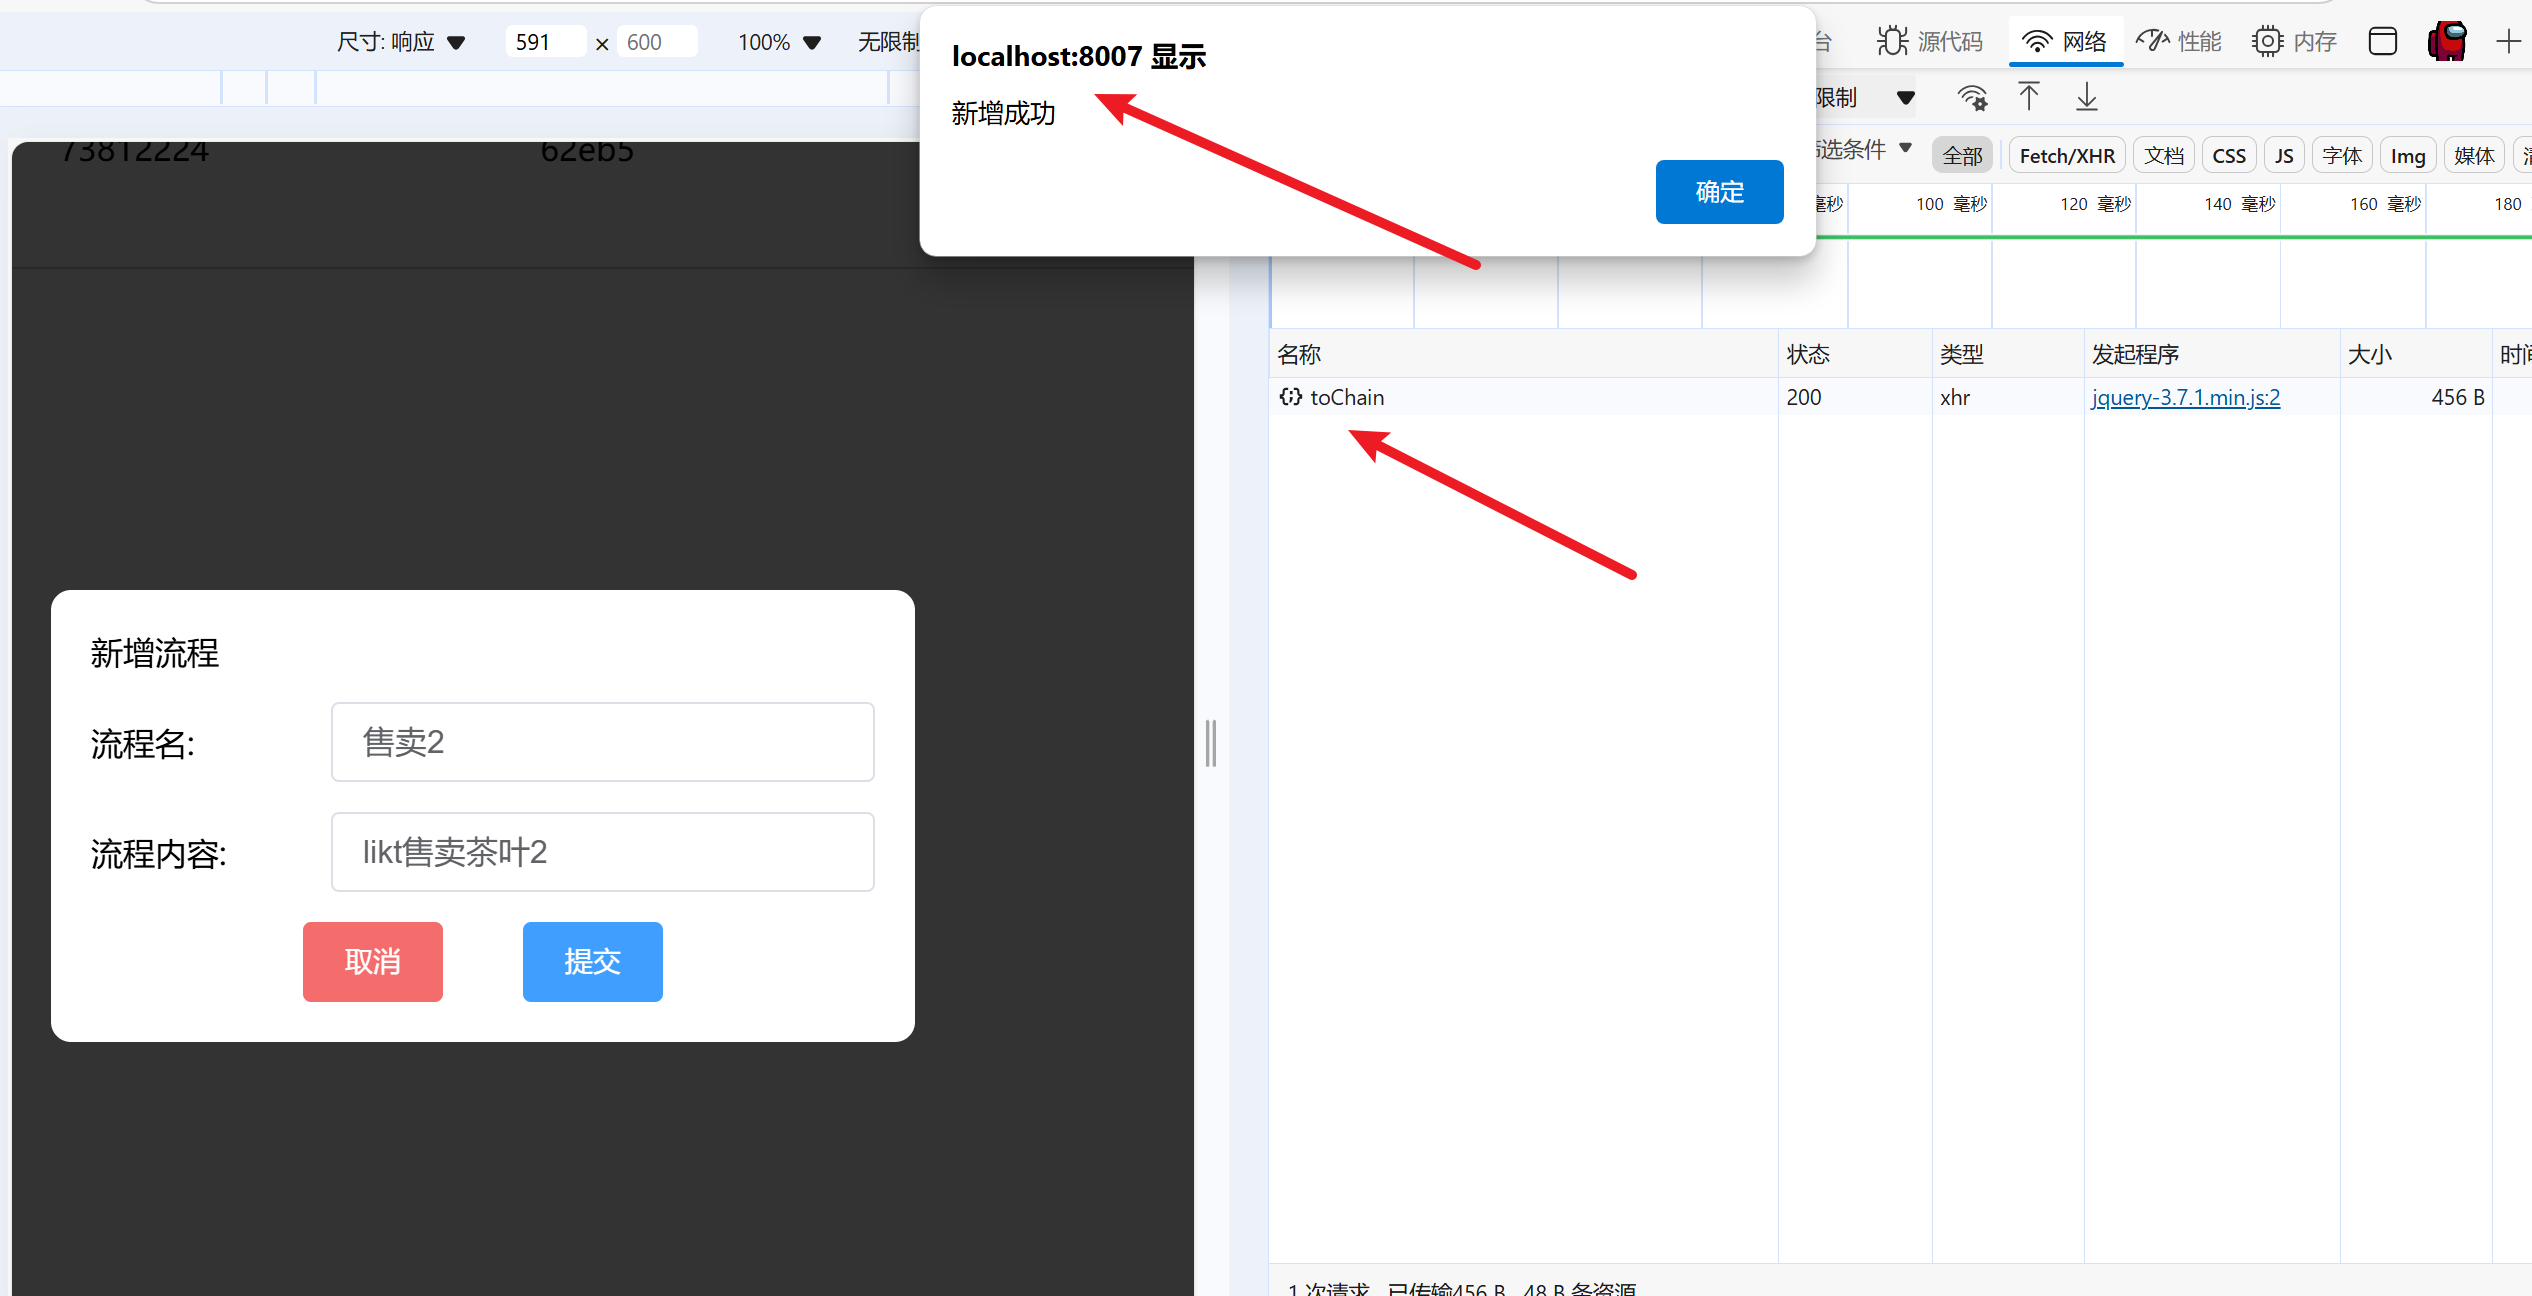 尺寸: 响应 591 × 600 100% 无限制
localhost:8007 显示
新增成功
确定
源代码 网络 性能 内存
限制
筛选条件 全部 Fetch/XHR 文档 CSS JS 字体 Img 媒体
毫秒 100 毫秒 120 毫秒 140 毫秒 160 毫秒 180
73812224 62eb5
名称 状态 类型 发起程序 大小 时间
toChain 200 xhr jquery-3.7.1.min.js:2 456 B
新增流程
流程名: 售卖2
流程内容: likt售卖茶叶2
取消 提交
1 次请求 已传输456 B 48 B 条资源